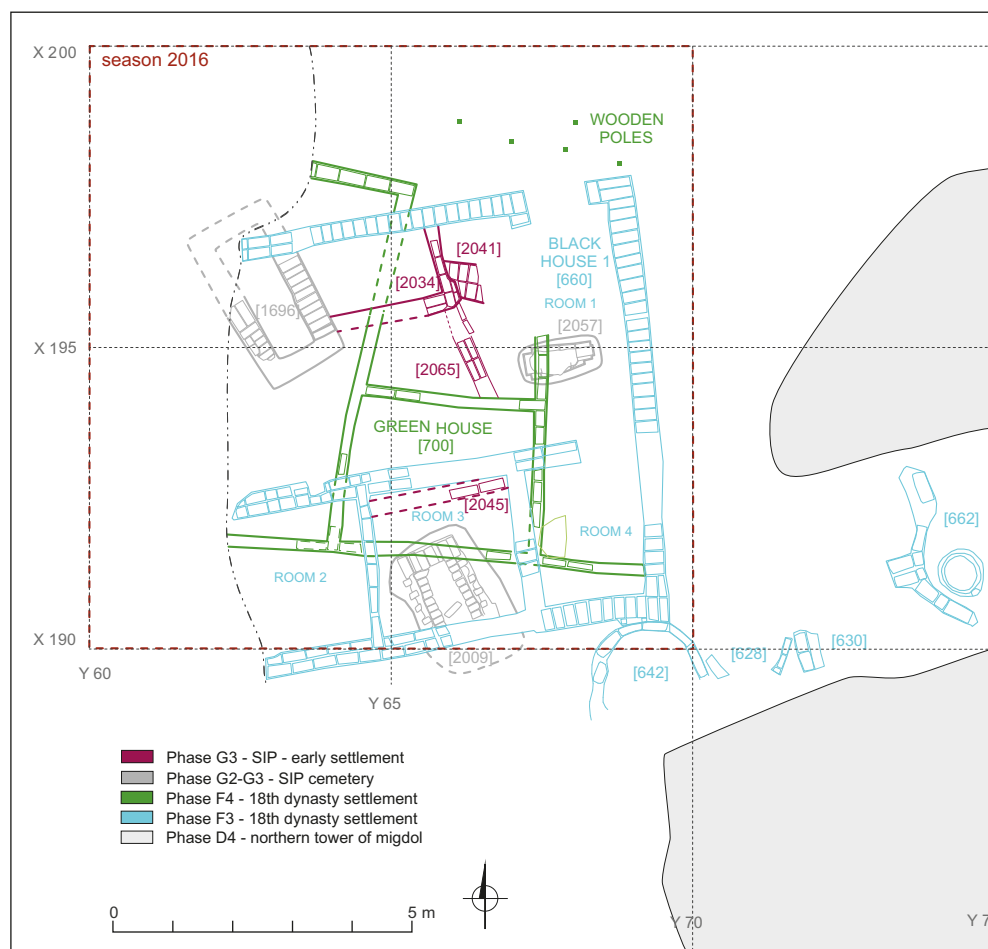 X 200
season 2016
WOODEN
POLES
[2041]
BLACK
HOUSE 1
[660]
[2034]
ROOM 1
[1696]
[2057]
X 195
[2065]
GREEN HOUSE
[700]
[2045]
ROOM 3
[662]
ROOM 4
ROOM 2
X 190
[2009]
[642]
[628]
[630]
Y 60
Y 65
Phase G3 - SIP - early settlement
Phase G2-G3 - SIP cemetery
Phase F4 - 18th dynasty settlement
Phase F3 - 18th dynasty settlement
Phase D4 - northern tower of migdol
0
5 m
Y 70
Y 7